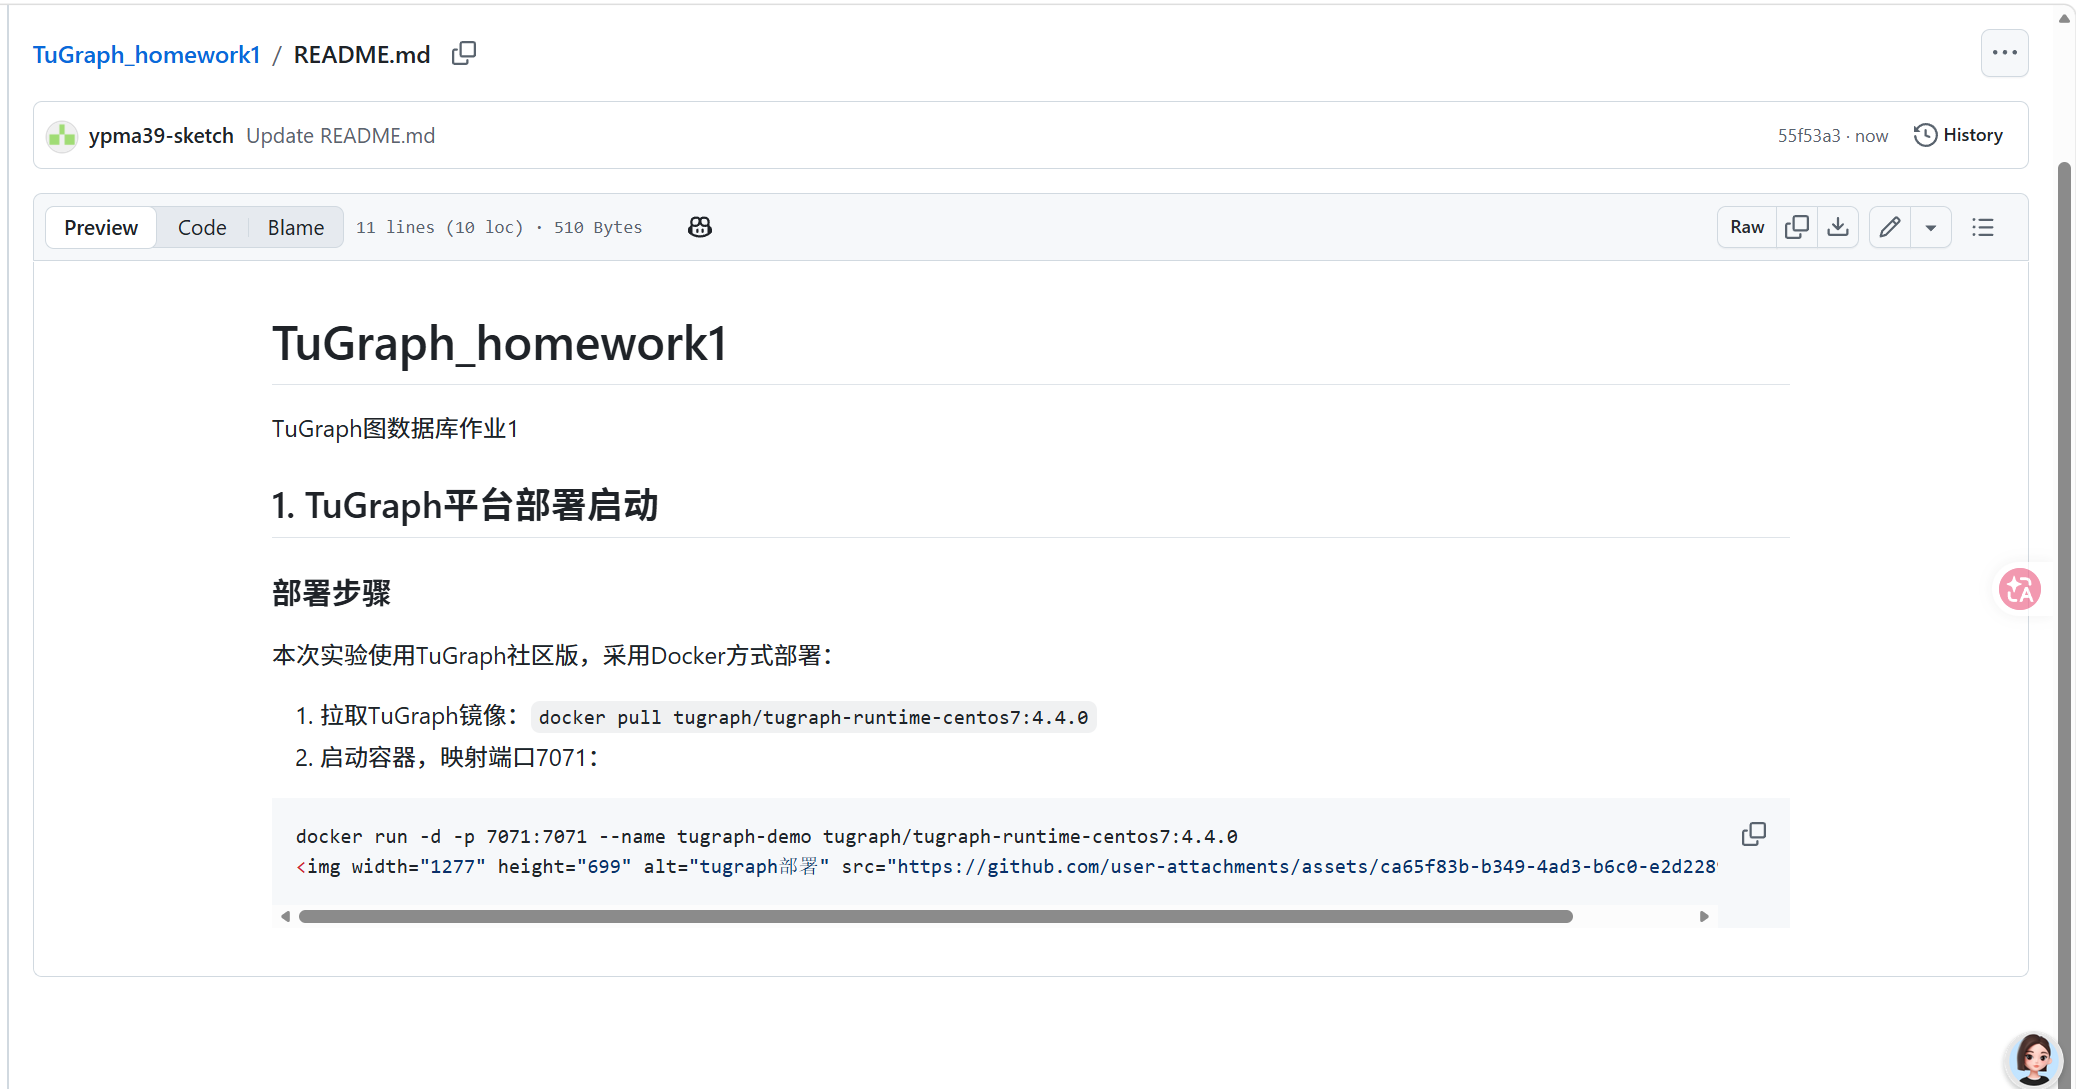 TuGraph_homework1 / README.md
ypma39-sketch Update README.md 55f53a3 · now History
Preview Code Blame 11 lines (10 loc) · 510 Bytes Raw
TuGraph_homework1
TuGraph图数据库作业1
1. TuGraph平台部署启动
部署步骤
本次实验使用TuGraph社区版，采用Docker方式部署：
1. 拉取TuGraph镜像： docker pull tugraph/tugraph-runtime-centos7:4.4.0
2. 启动容器，映射端口7071：
docker run -d -p 7071:7071 --name tugraph-demo tugraph/tugraph-runtime-centos7:4.4.0
<img width="1277" height="699" alt="tugraph部署" src="https://github.com/user-attachments/assets/ca65f83b-b349-4ad3-b6c0-e2d228